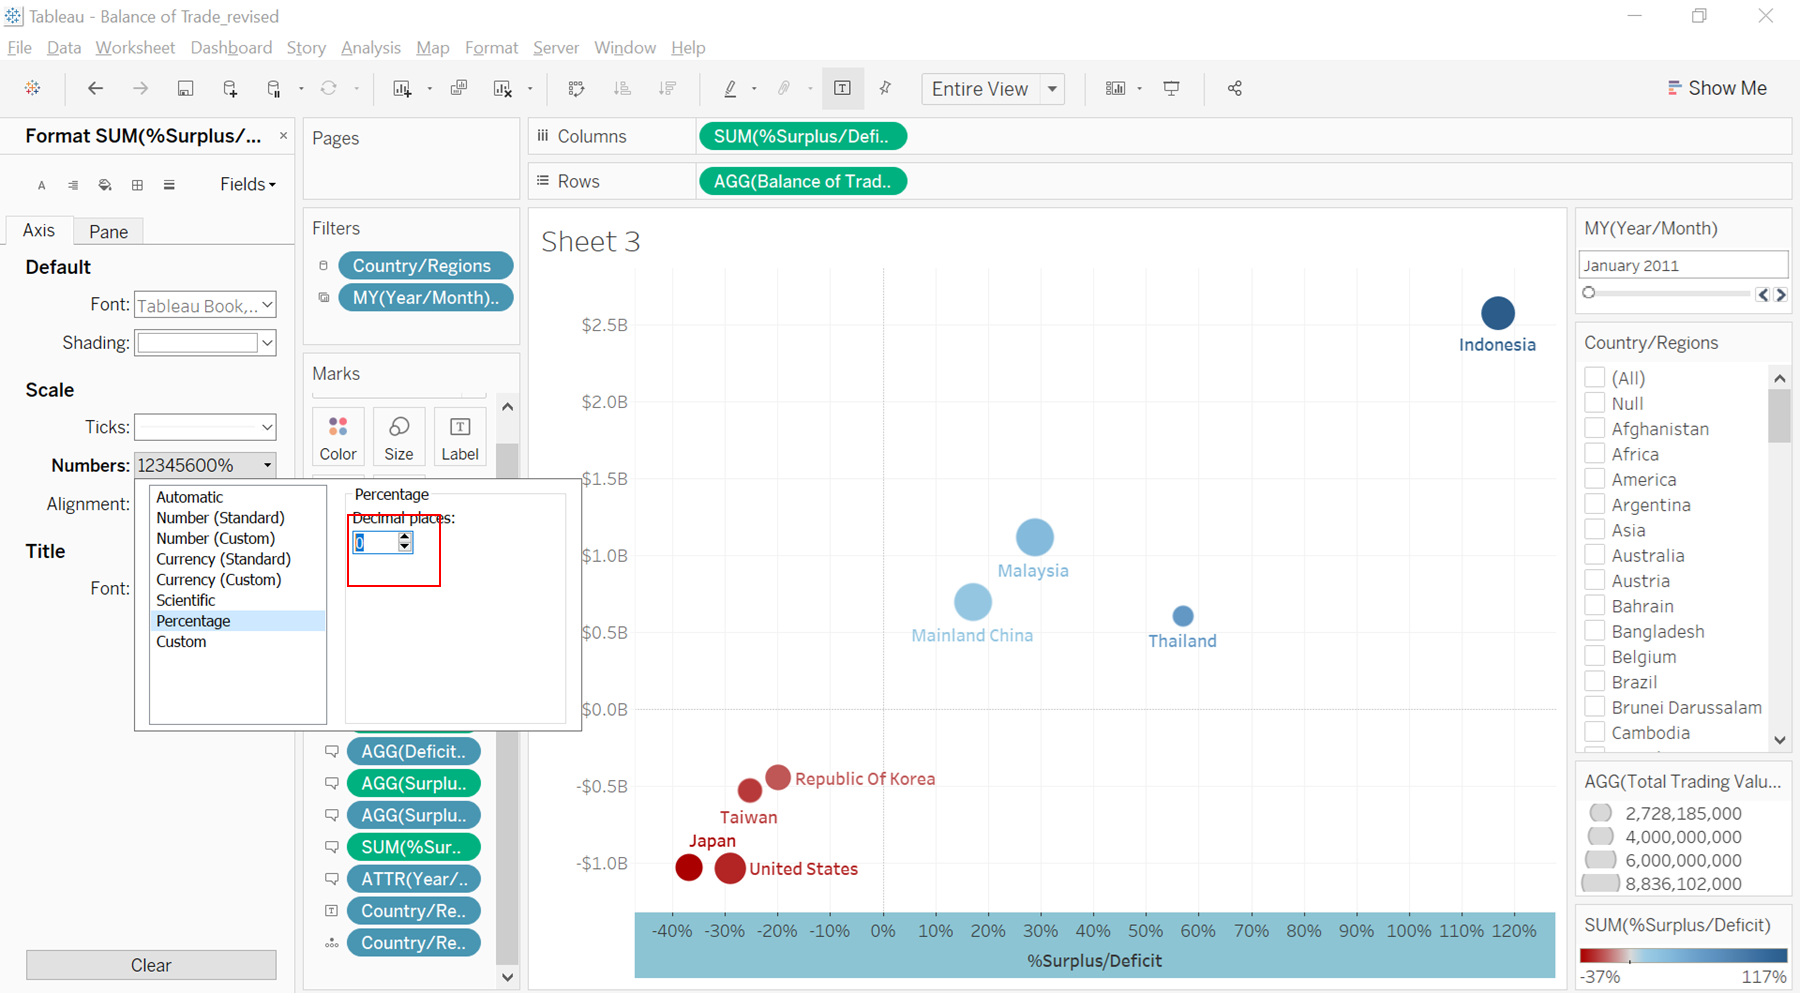 Tableau - Balance of Trade_revised
File Data Worksheet Dashboard Story Analysis Map Format Server Window Help
Entire View
Show Me
Format SUM(%Surplus/... ×
Fields
Axis
Pane
Default
Font: Tableau Book,..
Shading:
Scale
Ticks:
Numbers: 12345600%
Alignment:
Title
Font:
Clear
Automatic
Number (Standard)
Number (Custom)
Currency (Standard)
Currency (Custom)
Scientific
Percentage
Custom
Percentage
Decimal places:
0
Pages
Filters
Country/Regions
MY(Year/Month)..
Marks
Color
Size
Label
AGG(Deficit..
AGG(Surplu..
AGG(Surplu..
SUM(%Sur..
ATTR(Year/..
Country/Re..
Country/Re..
Columns
SUM(%Surplus/Defi..
Rows
AGG(Balance of Trad..
Sheet 3
$2.5B
$2.0B
$1.5B
$1.0B
$0.5B
$0.0B
-$0.5B
-$1.0B
Indonesia
Malaysia
Mainland China
Thailand
Republic Of Korea
Taiwan
Japan
United States
-40% -30% -20% -10% 0% 10% 20% 30% 40% 50% 60% 70% 80% 90% 100% 110% 120%
%Surplus/Deficit
MY(Year/Month)
January 2011
Country/Regions
(All)
Null
Afghanistan
Africa
America
Argentina
Asia
Australia
Austria
Bahrain
Bangladesh
Belgium
Brazil
Brunei Darussalam
Cambodia
AGG(Total Trading Valu...
2,728,185,000
4,000,000,000
6,000,000,000
8,836,102,000
SUM(%Surplus/Deficit)
-37% 117%